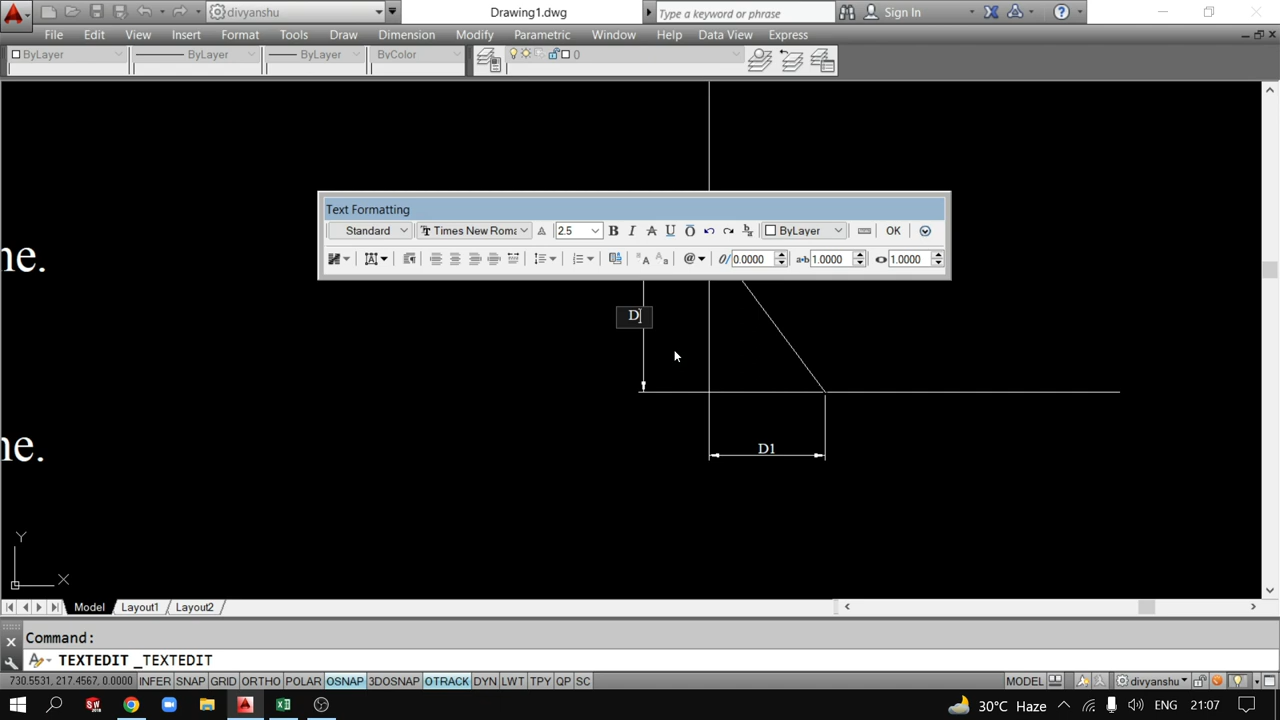 divyanshu
Drawing1.dwg
Type a keyword or phrase
Sign In
File Edit View Insert Format Tools Draw Dimension Modify Parametric Window Help Data View Express
ByLayer ByLayer ByLayer ByColor 0
Text Formatting
Standard Times New Roma 2.5 ByLayer OK
@ 0/ 0.0000 a•b 1.0000 1.0000
ne.
D
D1
ne.
Y
X
Model Layout1 Layout2
Command:
TEXTEDIT _TEXTEDIT
730.5531, 217.4567, 0.0000 INFER SNAP GRID ORTHO POLAR OSNAP 3DOSNAP OTRACK DYN LWT TPY QP SC MODEL divyanshu
30°C Haze ENG 21:07